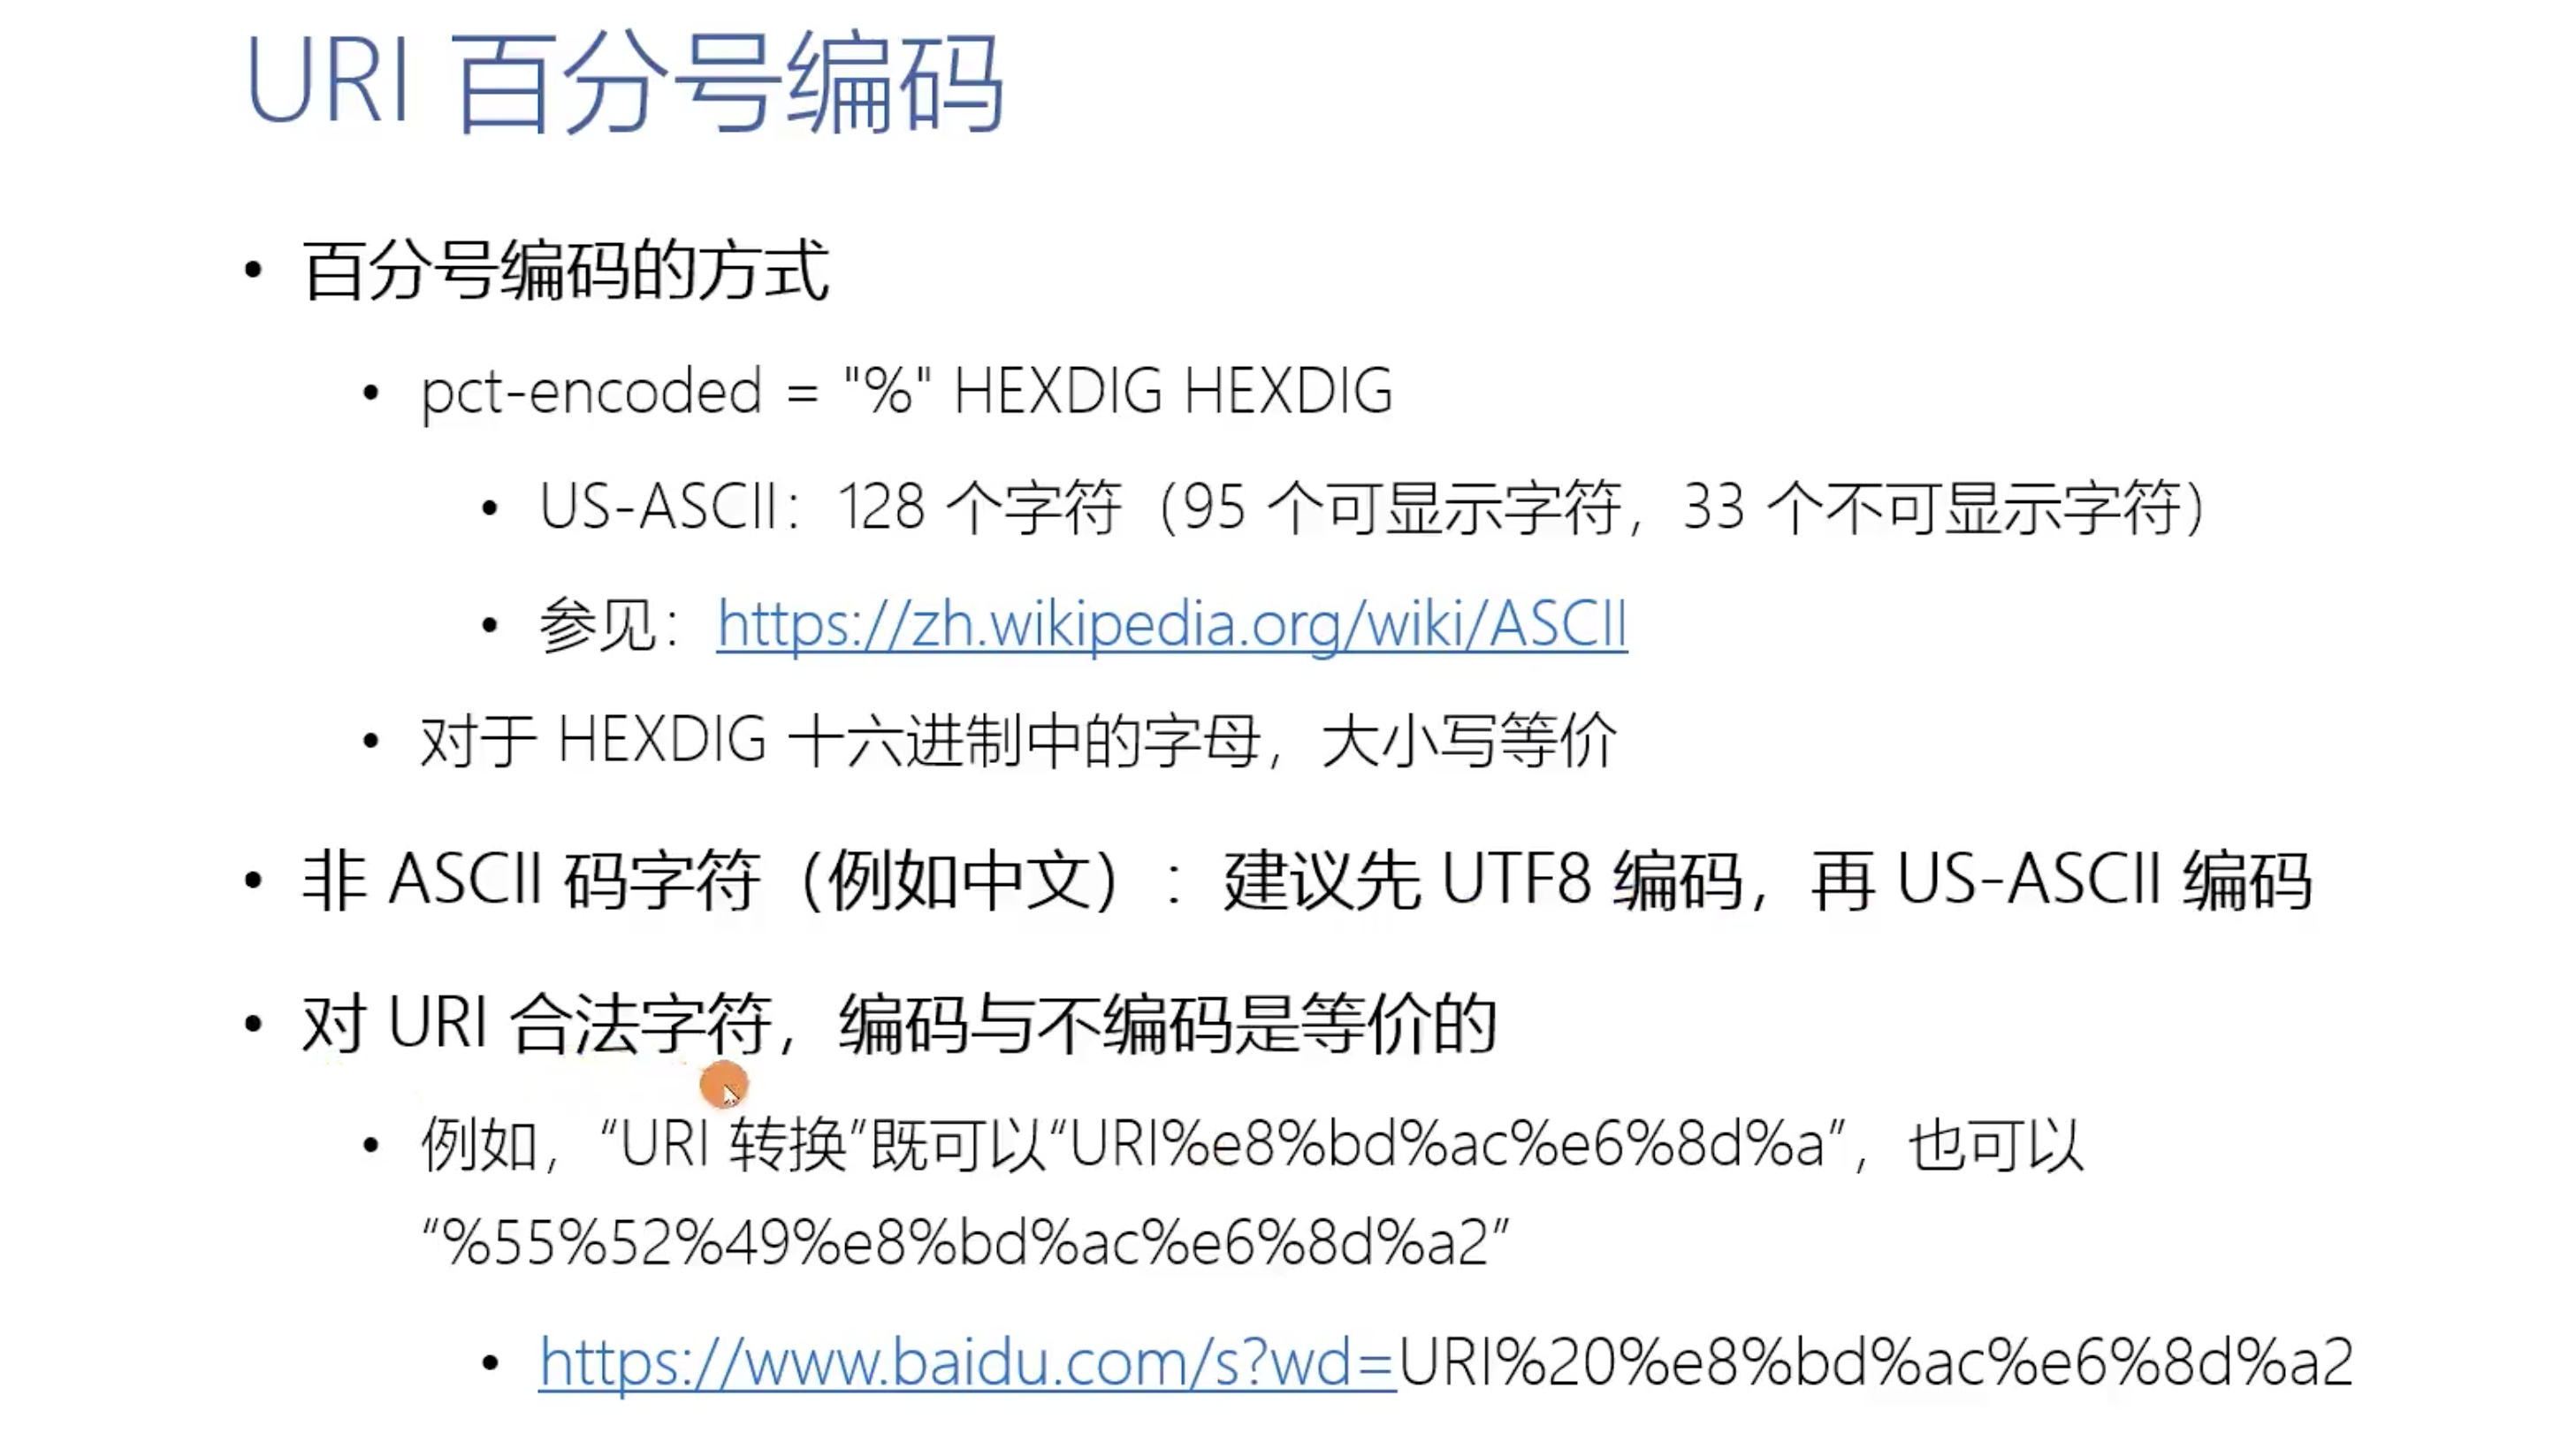 URI 百分号编码
• 百分号编码的方式
• pct-encoded = "%" HEXDIG HEXDIG
• US-ASCII：128 个字符（95 个可显示字符，33 个不可显示字符）
• 参见：https://zh.wikipedia.org/wiki/ASCII
• 对于 HEXDIG 十六进制中的字母，大小写等价
• 非 ASCII 码字符（例如中文）：建议先 UTF8 编码，再 US-ASCII 编码
• 对 URI 合法字符，编码与不编码是等价的
• 例如，“URI 转换”既可以“URI%e8%bd%ac%e6%8d%a”，也可以
“%55%52%49%e8%bd%ac%e6%8d%a2”
• https://www.baidu.com/s?wd=URI%20%e8%bd%ac%e6%8d%a2